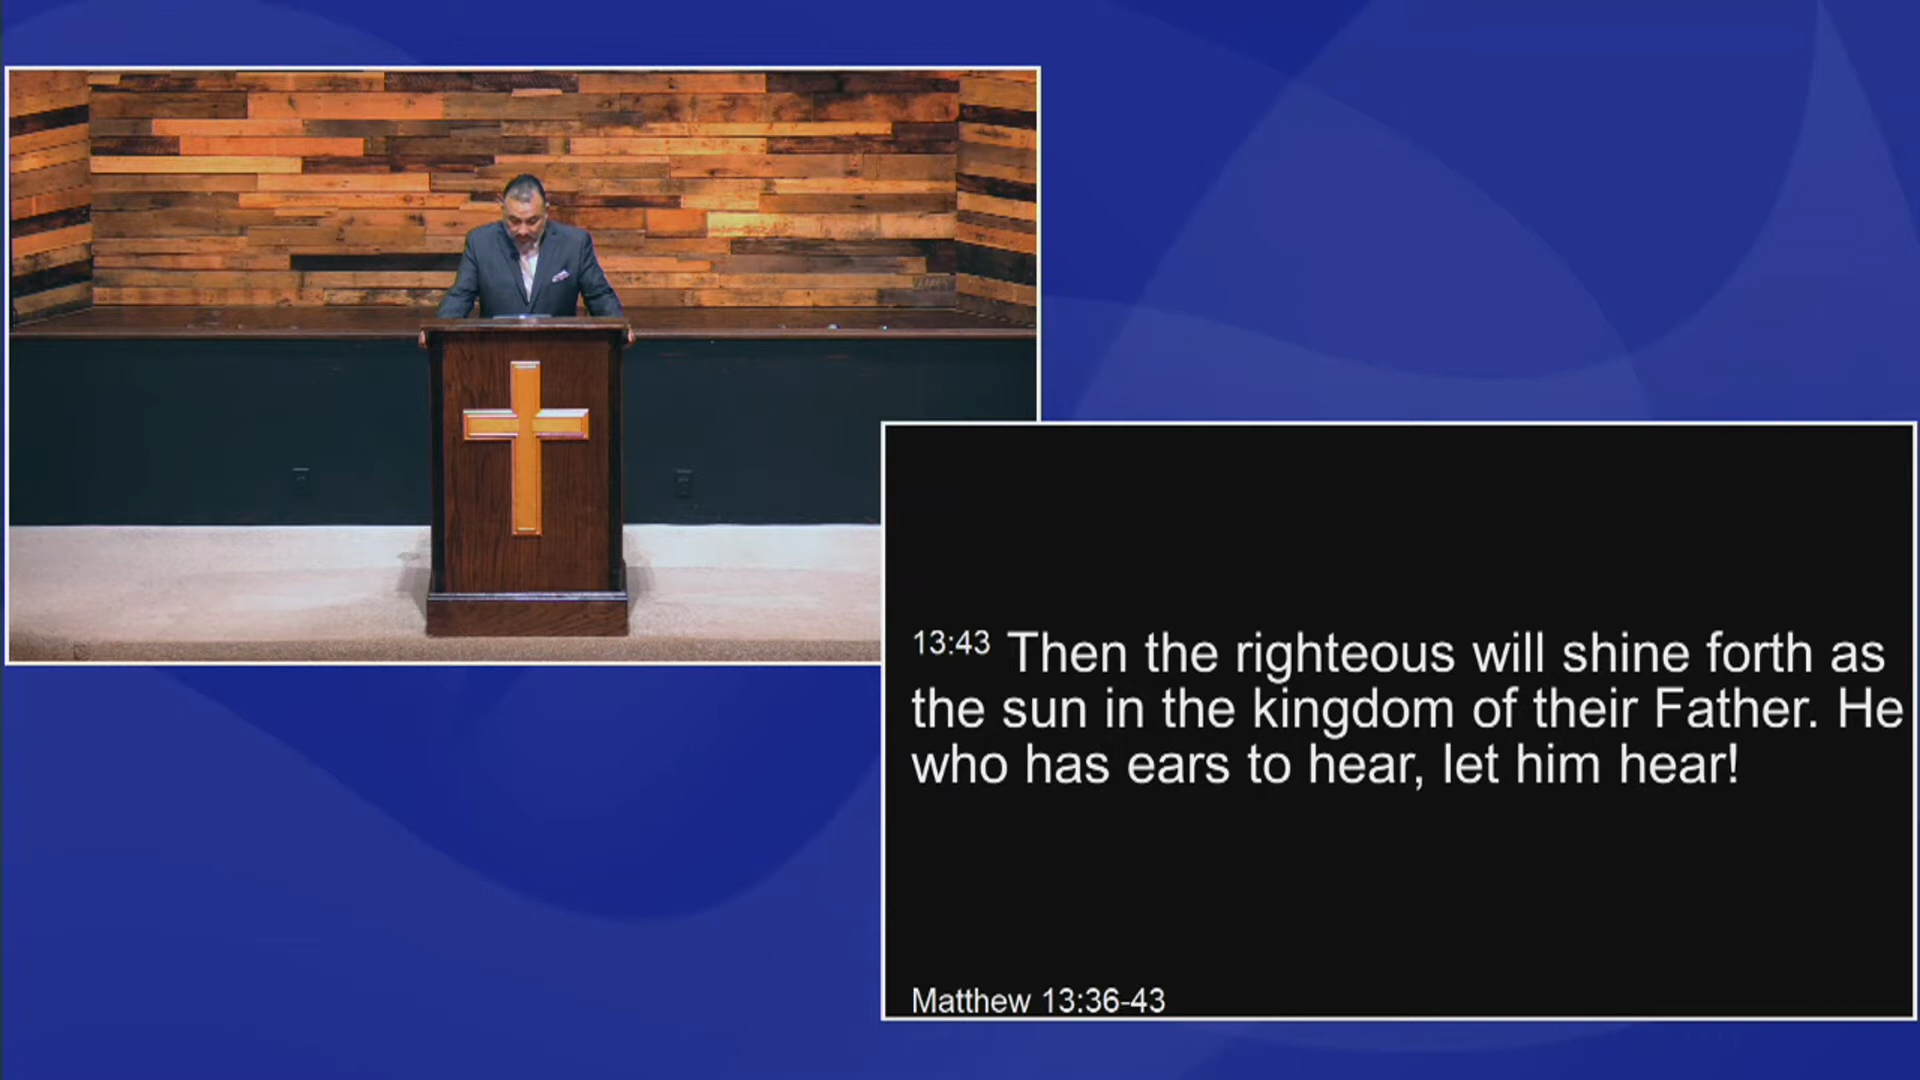 13:43 Then the righteous will shine forth as
the sun in the kingdom of their Father. He
who has ears to hear, let him hear!
Matthew 13:36-43